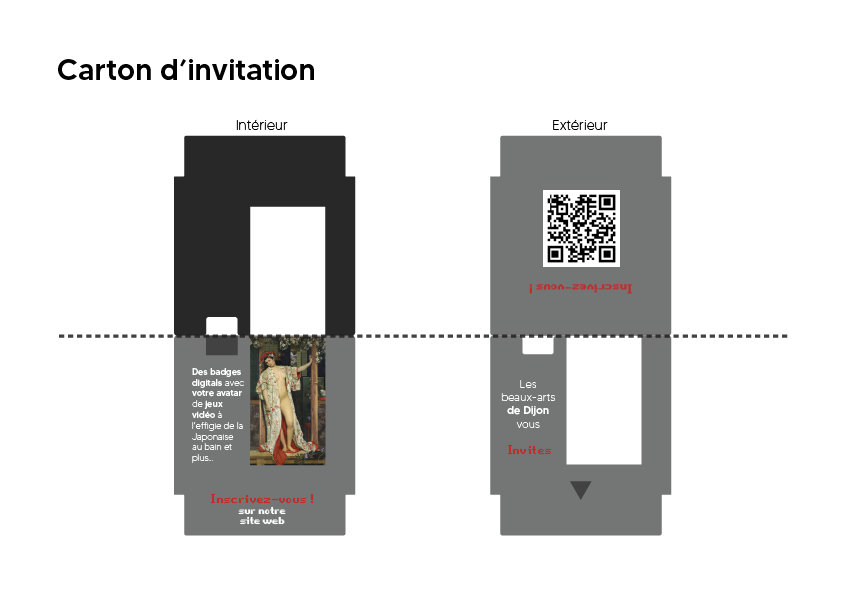 Carton d’invitation
Intérieur
Des badges
digitals avec
votre avatar
de jeux
vidéo à
l’effigie de la
Japonaise
au bain et
plus..
Inscrivez-vous !
sur notre
site web
Extérieur
Inscrivez-vous !
Les
beaux-arts
de Dijon
vous
Invites